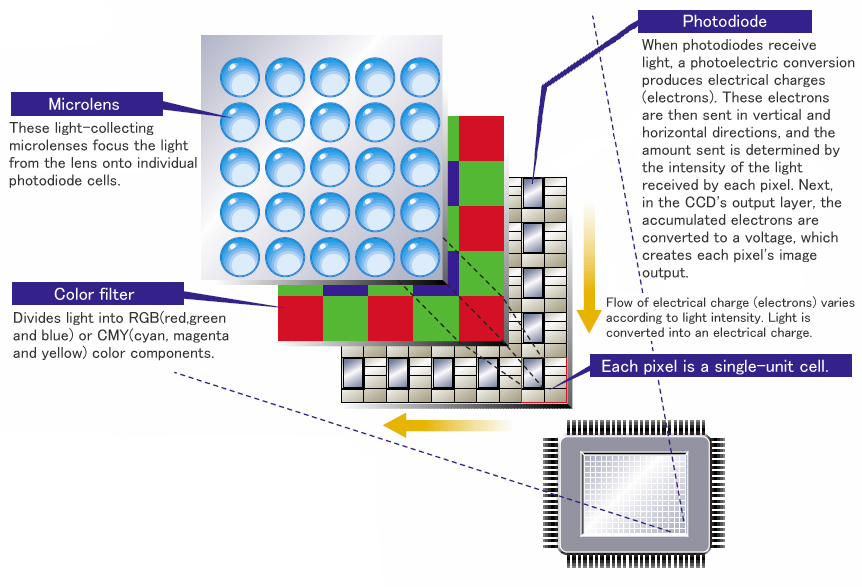 Photodiode
When photodiodes receive
light, a photoelectric conversion
produces electrical charges
(electrons). These electrons
are then sent in vertical and
horizontal directions, and the
amount sent is determined by
the intensity of the light
received by each pixel. Next,
in the CCD's output layer, the
accumulated electrons are
converted to a voltage, which
creates each pixel's image
output.
Microlens
These light-collecting
microlenses focus the light
from the lens onto individual
photodiode cells.
Color filter
Divides light into RGB(red,green
and blue) or CMY(cyan, magenta
and yellow) color components.
Flow of electrical charge (electrons) varies
according to light intensity. Light is
converted into an electrical charge.
Each pixel is a single-unit cell.